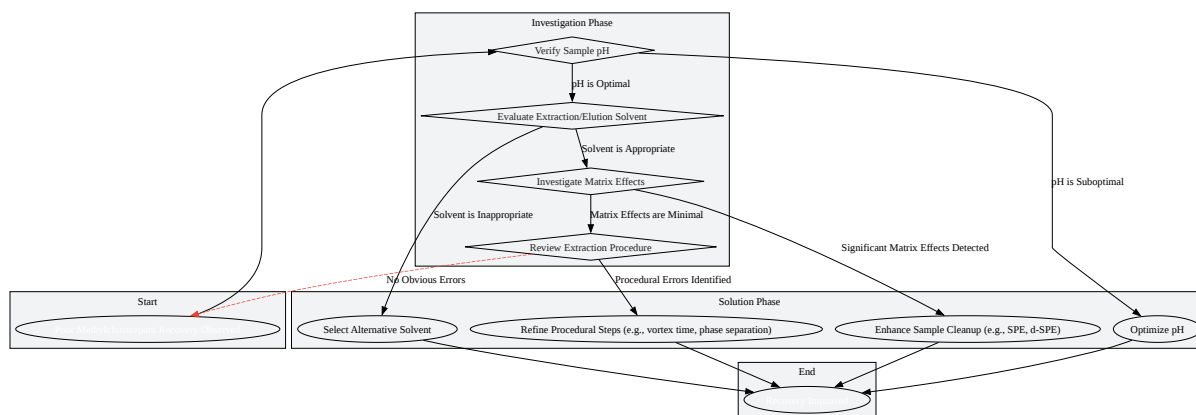 Investigation Phase
Verify Sample pH
pH is Optimal
Evaluate Extraction/Elution Solvent
Solvent is Appropriate
Investigate Matrix Effects
pH is Suboptimal
Solvent is Inappropriate
Matrix Effects are Minimal
Review Extraction Procedure
Significant Matrix Effects Detected
No Obvious Errors
Procedural Errors Identified
Start
Solution Phase
Select Alternative Solvent
Refine Procedural Steps (e.g., vortex time, phase separation)
Enhance Sample Cleanup (e.g., SPE, d-SPE)
Optimize pH
End
Recovery Improved